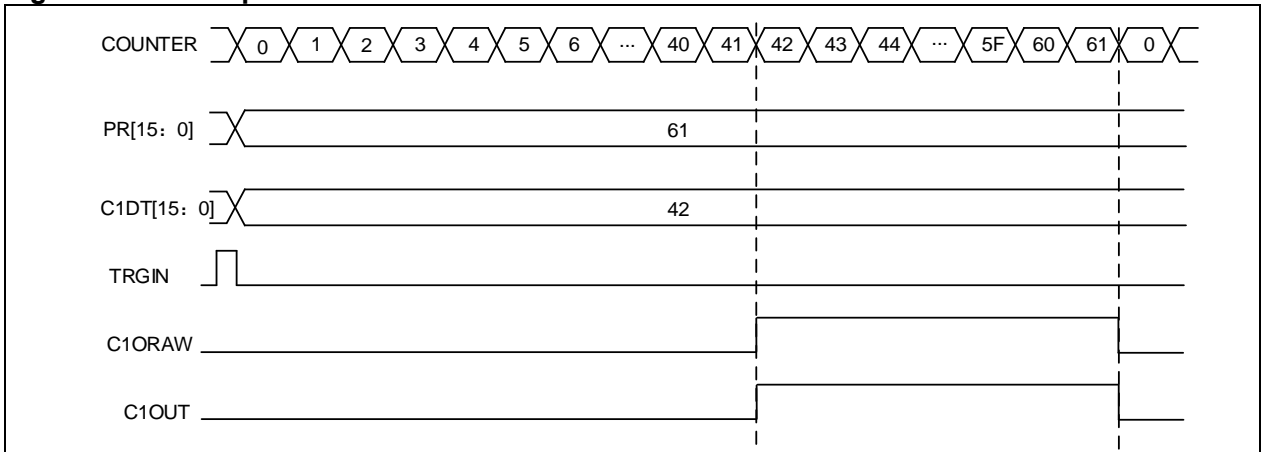 COUNTER 0 1 2 3 4 5 6 ... 40 41 42 43 44 ... 5F 60 61 0
PR[15：0] 61
C1DT[15：0] 42
TRGIN
C1ORAW
C1OUT